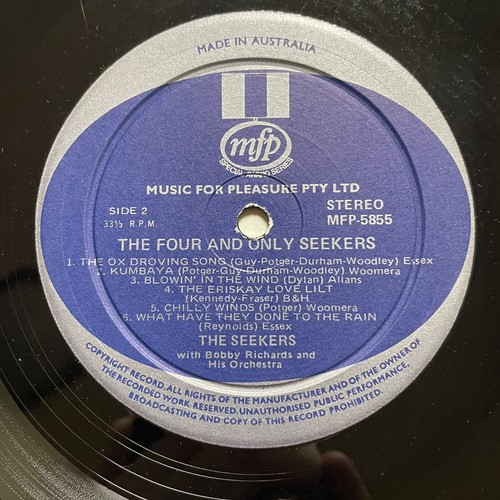 MADE IN AUSTRALIA
mfp
SPECIAL AWARD SERIES
MUSIC FOR PLEASURE PTY LTD
SIDE 2
33⅓ R.P.M.
STEREO
MFP-5855
THE FOUR AND ONLY SEEKERS
1. THE OX DROVING SONG (Guy-Potger-Durham-Woodley) Essex
2. KUMBAYA (Potger-Guy-Durham-Woodley) Woomera
3. BLOWIN' IN THE WIND (Dylan) Allans
4. THE ERISKAY LOVE LILT
(Kennedy-Fraser) B&H
5. CHILLY WINDS (Potger) Woomera
6. WHAT HAVE THEY DONE TO THE RAIN
(Reynolds) Essex
THE SEEKERS
with Bobby Richards and
His Orchestra
COPYRIGHT RECORD. ALL RIGHTS OF THE MANUFACTURER AND OF THE OWNER OF
THE RECORDED WORK RESERVED. UNAUTHORISED PUBLIC PERFORMANCE,
BROADCASTING AND COPY OF THIS RECORD PROHIBITED.